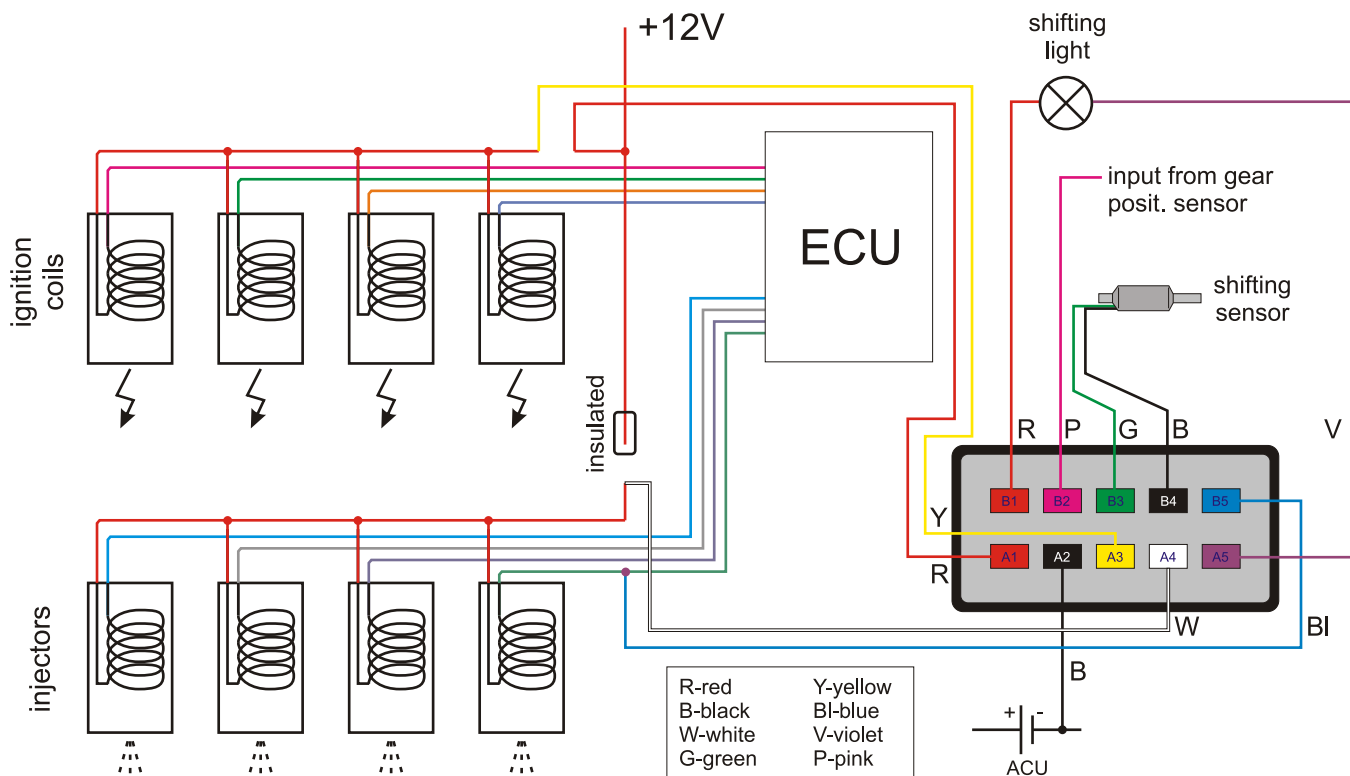 +12V
shifting
light
ECU
input from gear
posit. sensor
shifting
sensor
ignition
coils
insulated
injectors
R
P
G
B
V
B1
B2
B3
B4
B5
Y
A1
A2
A3
A4
A5
R
W
Bl
B
R-red
Y-yellow
B-black
Bl-blue
W-white
V-violet
G-green
P-pink
+
-
ACU